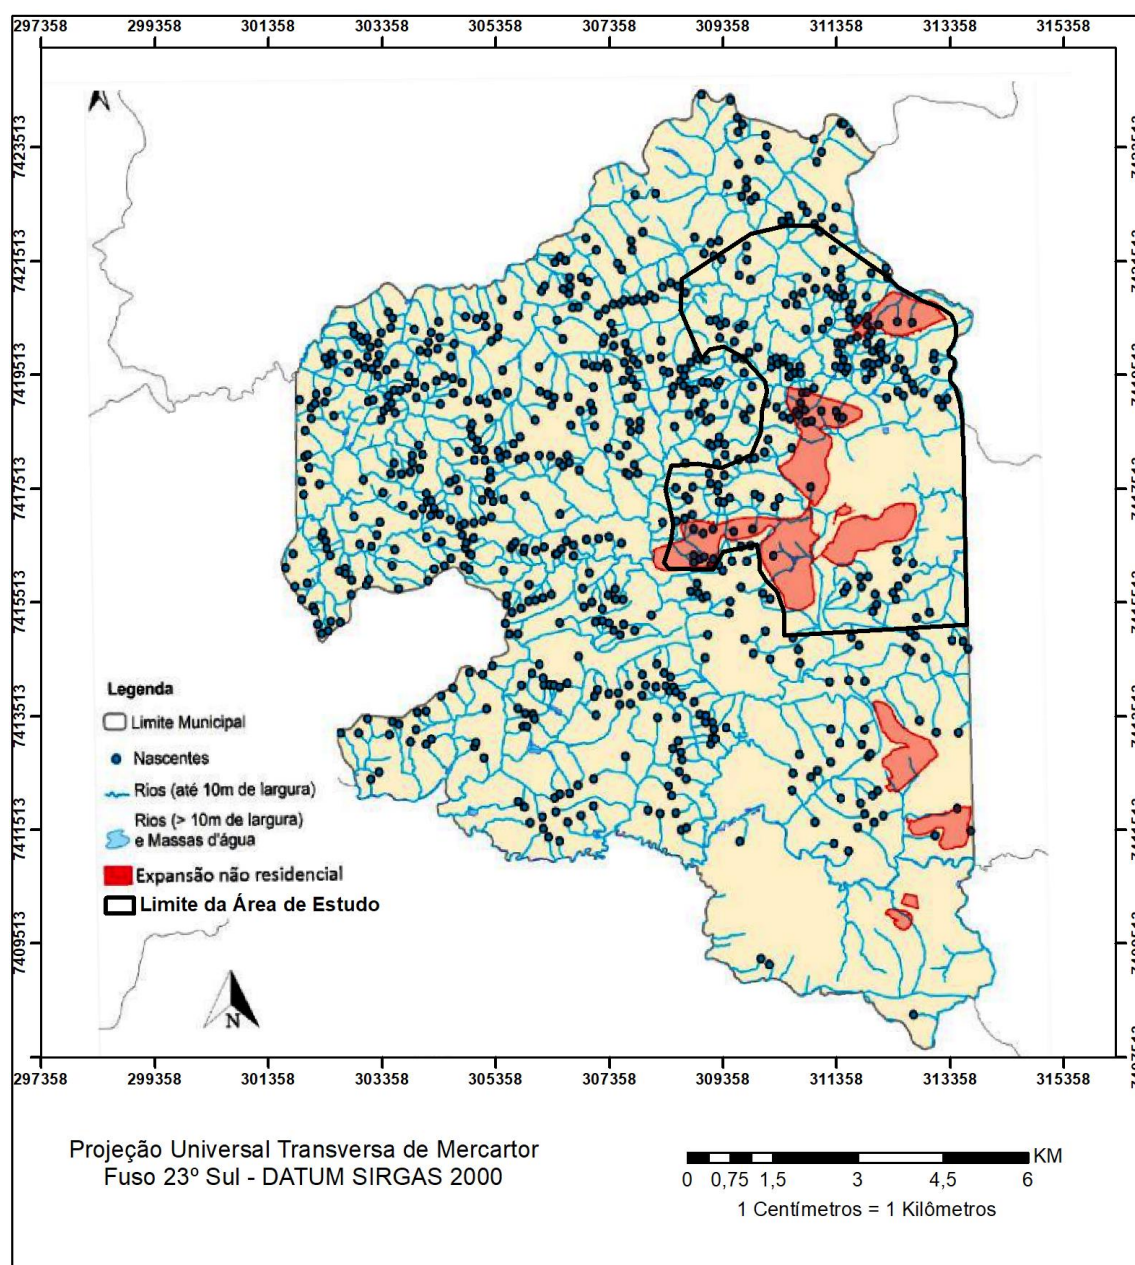 297358 299358 301358 303358 305358 307358 309358 311358 313358 315358
7423513
7421513
7419513
7417513
7415513
7413513
7411513
7409513
Legenda
Limite Municipal
Nascentes
Rios (até 10m de largura)
Rios (> 10m de largura)
e Massas d'água
Expansão não residencial
Limite da Área de Estudo
N
297358 299358 301358 303358 305358 307358 309358 311358 313358 315358
Projeção Universal Transversa de Mercartor
Fuso 23º Sul - DATUM SIRGAS 2000
KM
0 0,75 1,5 3 4,5 6
1 Centímetros = 1 Kilômetros